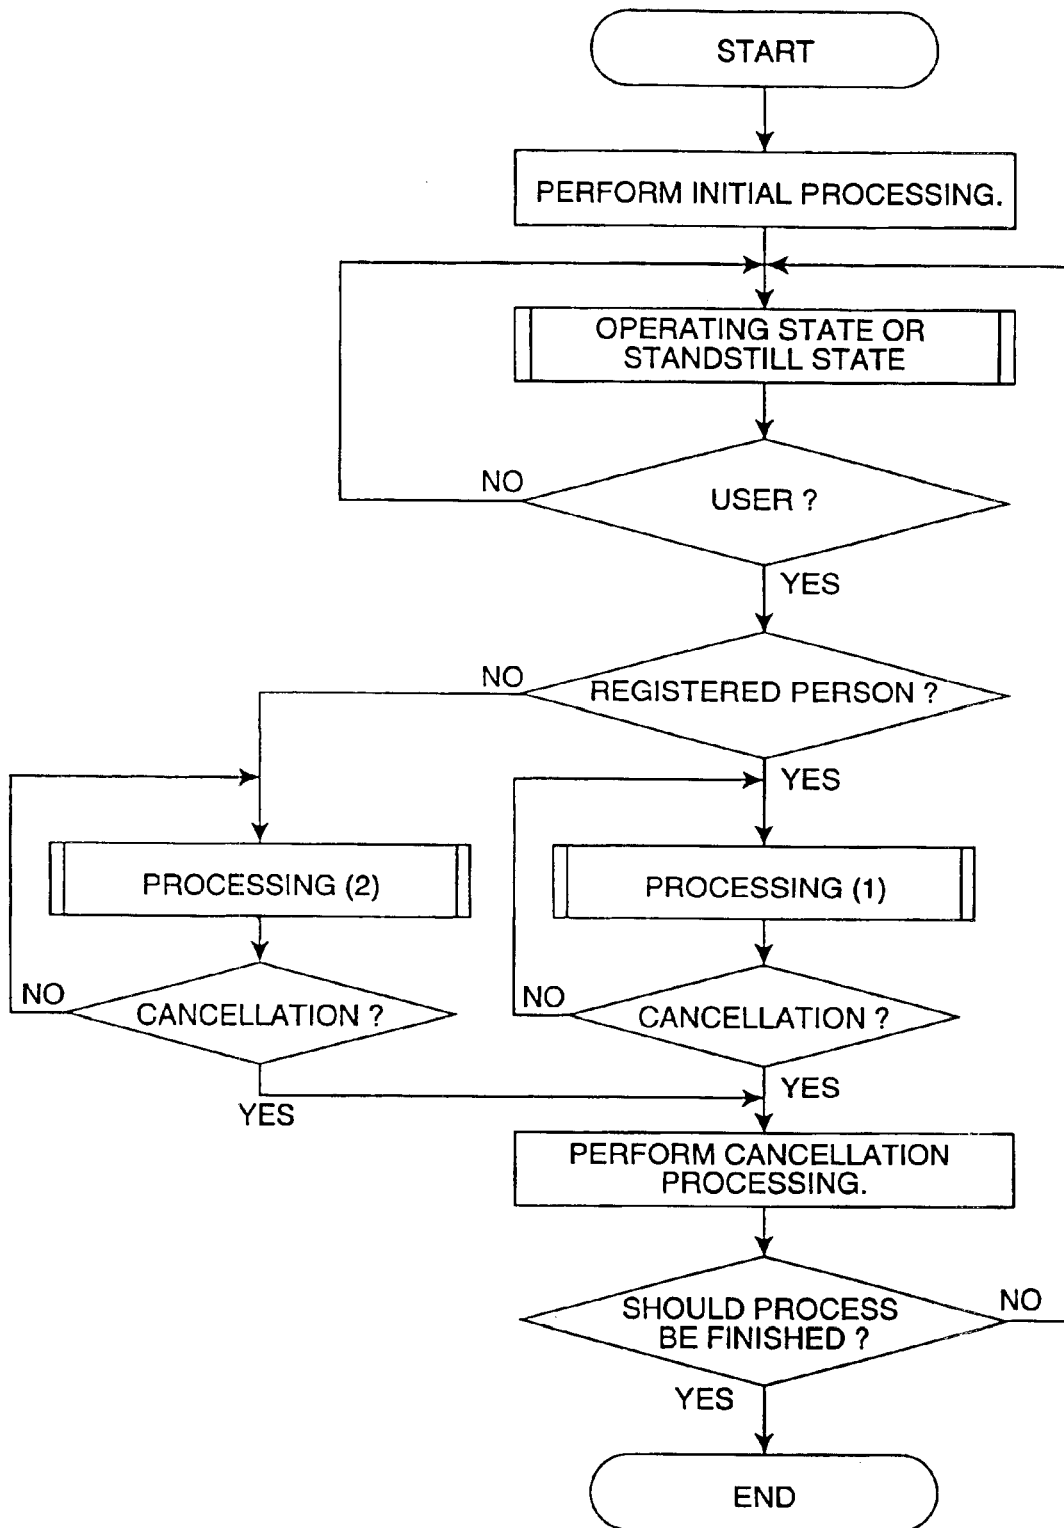 START
PERFORM INITIAL PROCESSING.
OPERATING STATE OR
STANDSTILL STATE
NO
USER ?
YES
NO
REGISTERED PERSON ?
YES
PROCESSING (2)
PROCESSING (1)
NO
CANCELLATION ?
NO
CANCELLATION ?
YES
YES
PERFORM CANCELLATION
PROCESSING.
SHOULD PROCESS
BE FINISHED ?
NO
YES
END